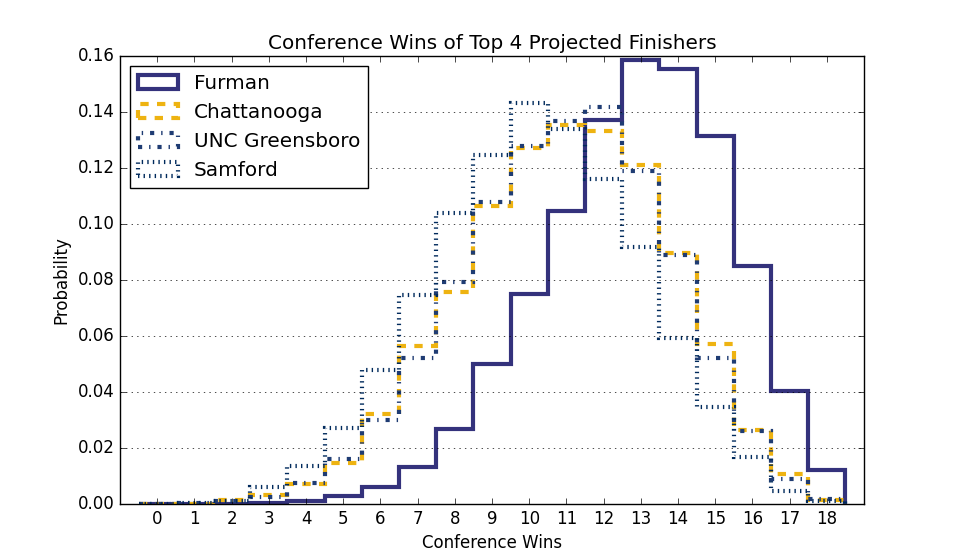 Conference Wins of Top 4 Projected Finishers
Furman
Chattanooga
UNC Greensboro
Samford
Probability
0.16
0.14
0.12
0.10
0.08
0.06
0.04
0.02
0.00
0 1 2 3 4 5 6 7 8 9 10 11 12 13 14 15 16 17 18
Conference Wins